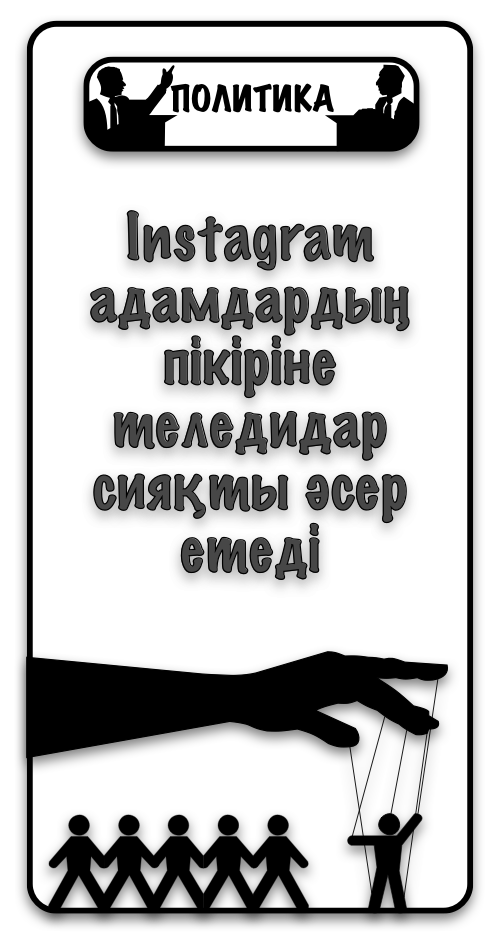 ПОЛИТИКА
Instagram
адамдардың
пікіріне
теледидар
сияқты әсер
етеді